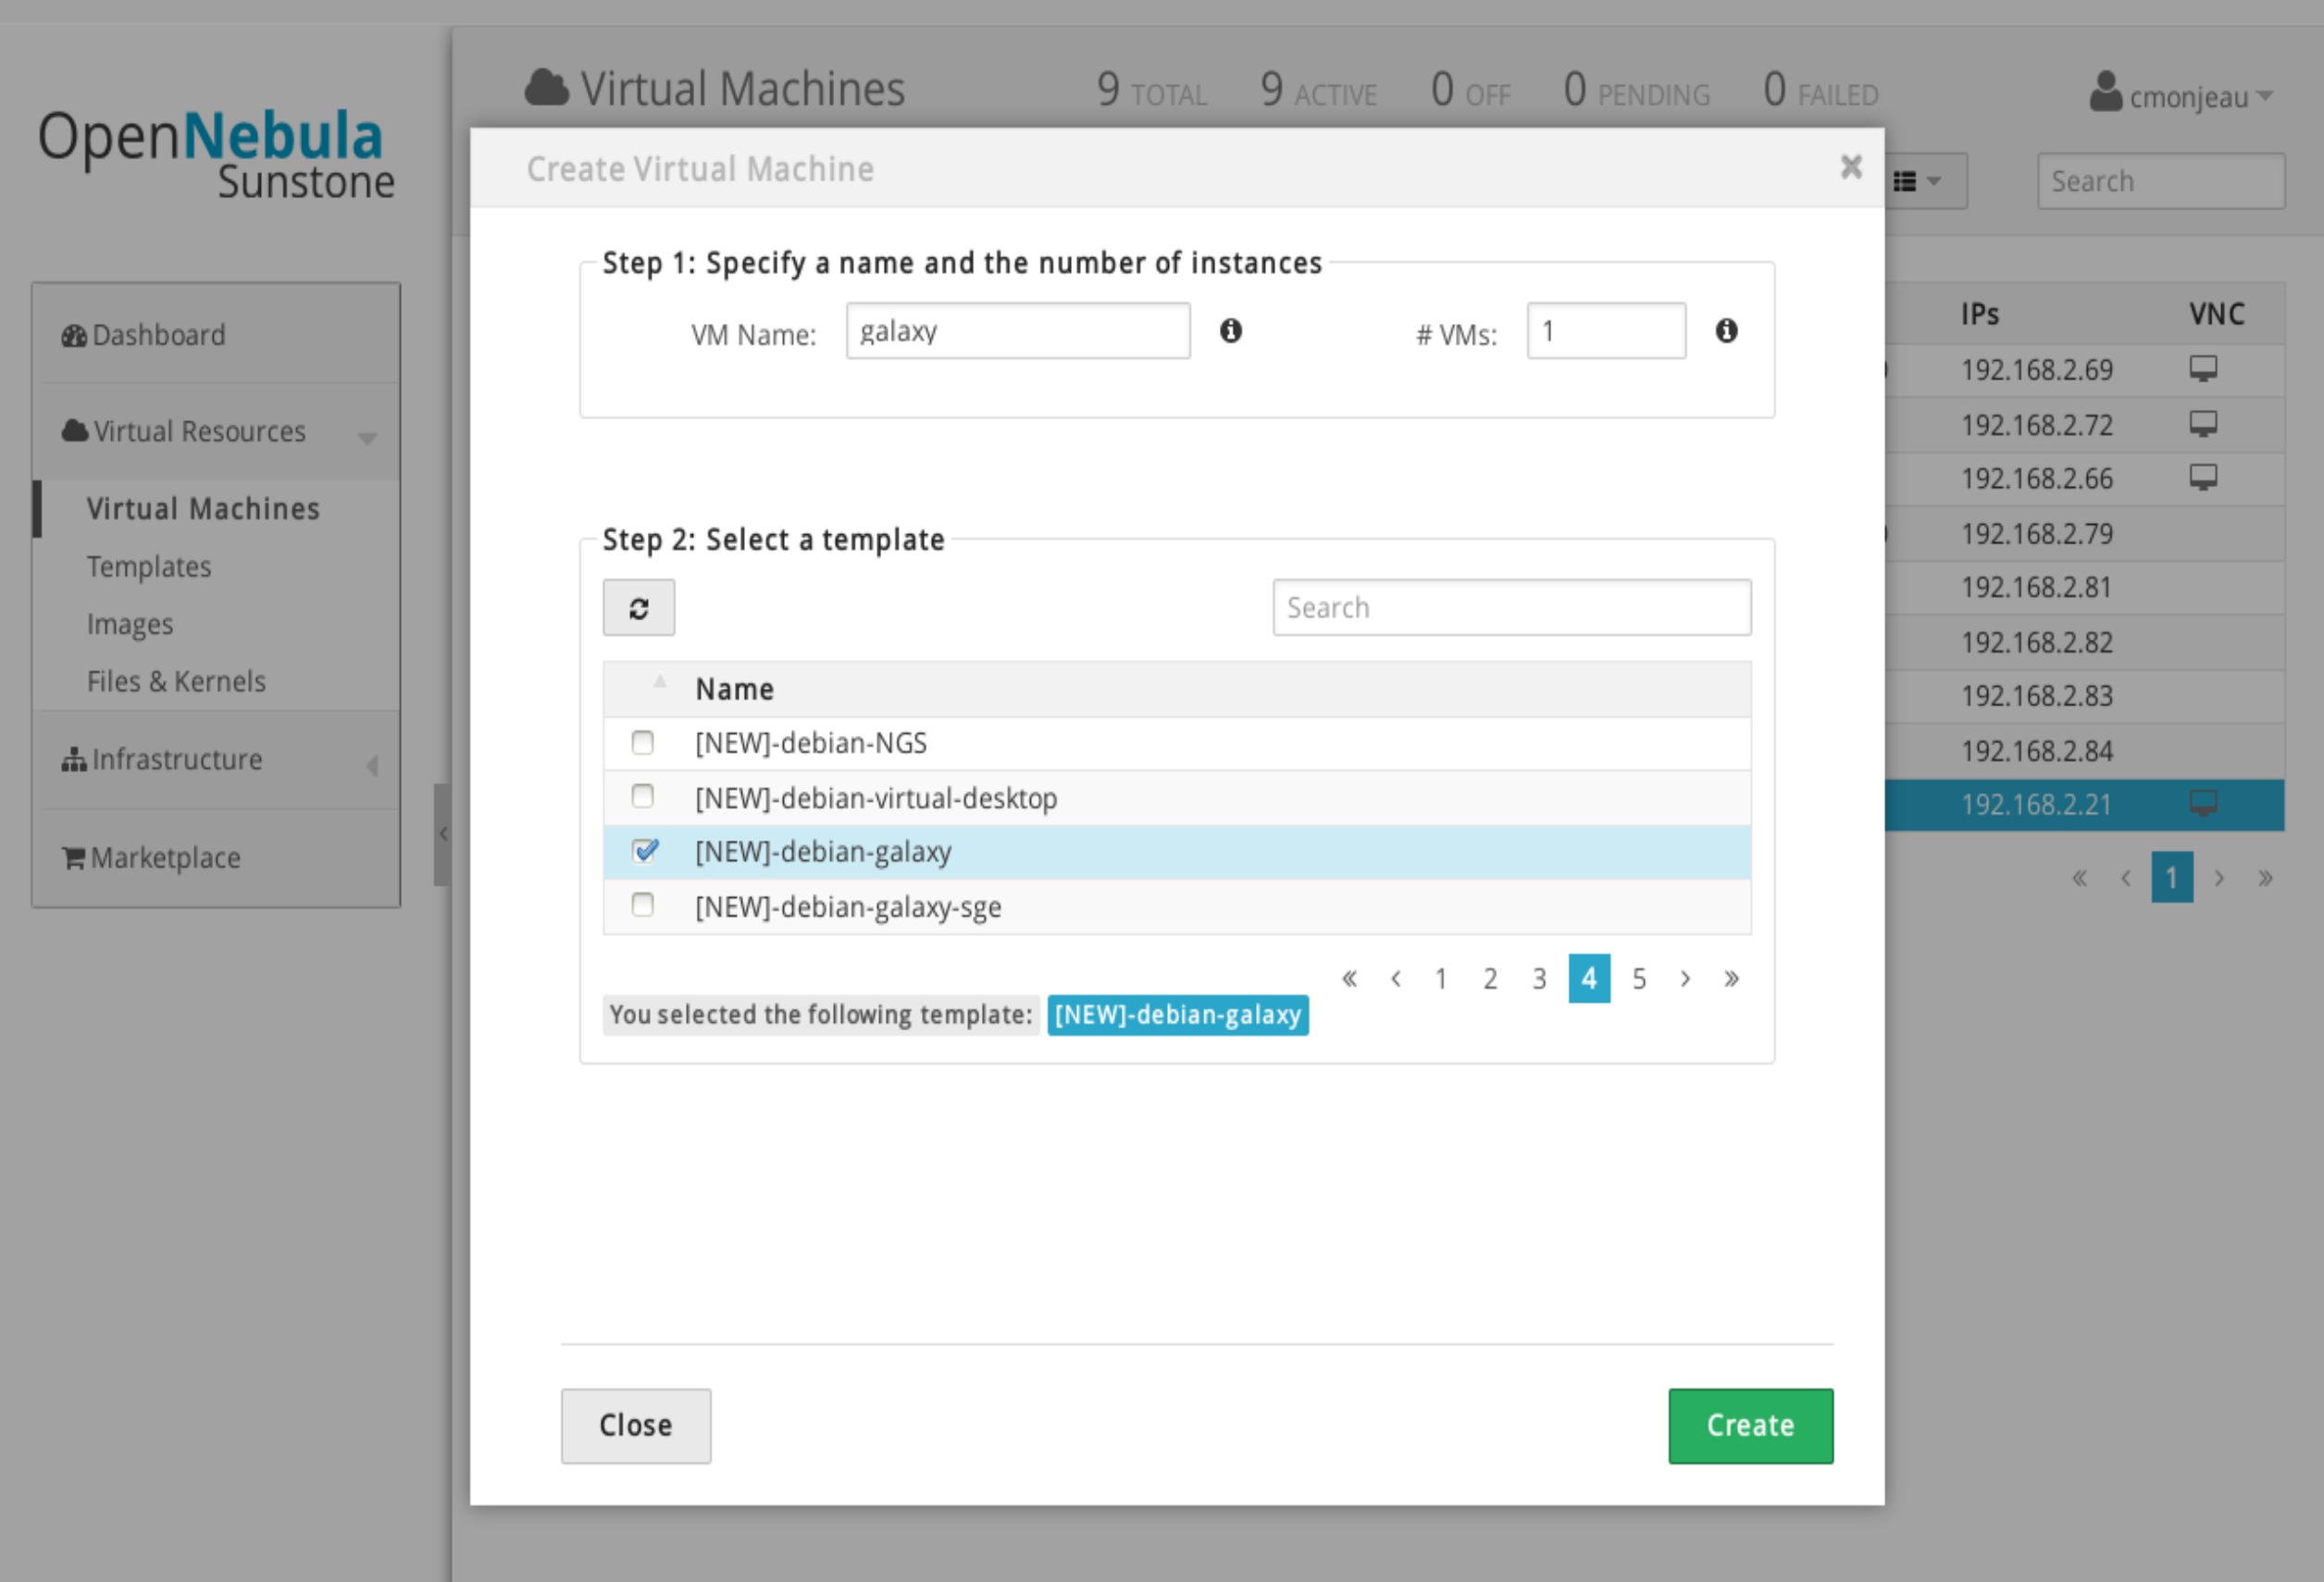 OpenNebula
Sunstone
Dashboard
Virtual Resources
Virtual Machines
Templates
Images
Files & Kernels
Infrastructure
Marketplace
Virtual Machines 9 TOTAL 9 ACTIVE 0 OFF 0 PENDING 0 FAILED
cmonjeau
Search
Create Virtual Machine
Step 1: Specify a name and the number of instances
VM Name: galaxy # VMs: 1
Step 2: Select a template
Search
Name
[NEW]-debian-NGS
[NEW]-debian-virtual-desktop
[NEW]-debian-galaxy
[NEW]-debian-galaxy-sge
« ‹ 1 2 3 4 5 › »
You selected the following template: [NEW]-debian-galaxy
Close Create
IPs VNC
192.168.2.69
192.168.2.72
192.168.2.66
192.168.2.79
192.168.2.81
192.168.2.82
192.168.2.83
192.168.2.84
192.168.2.21
« ‹ 1 › »